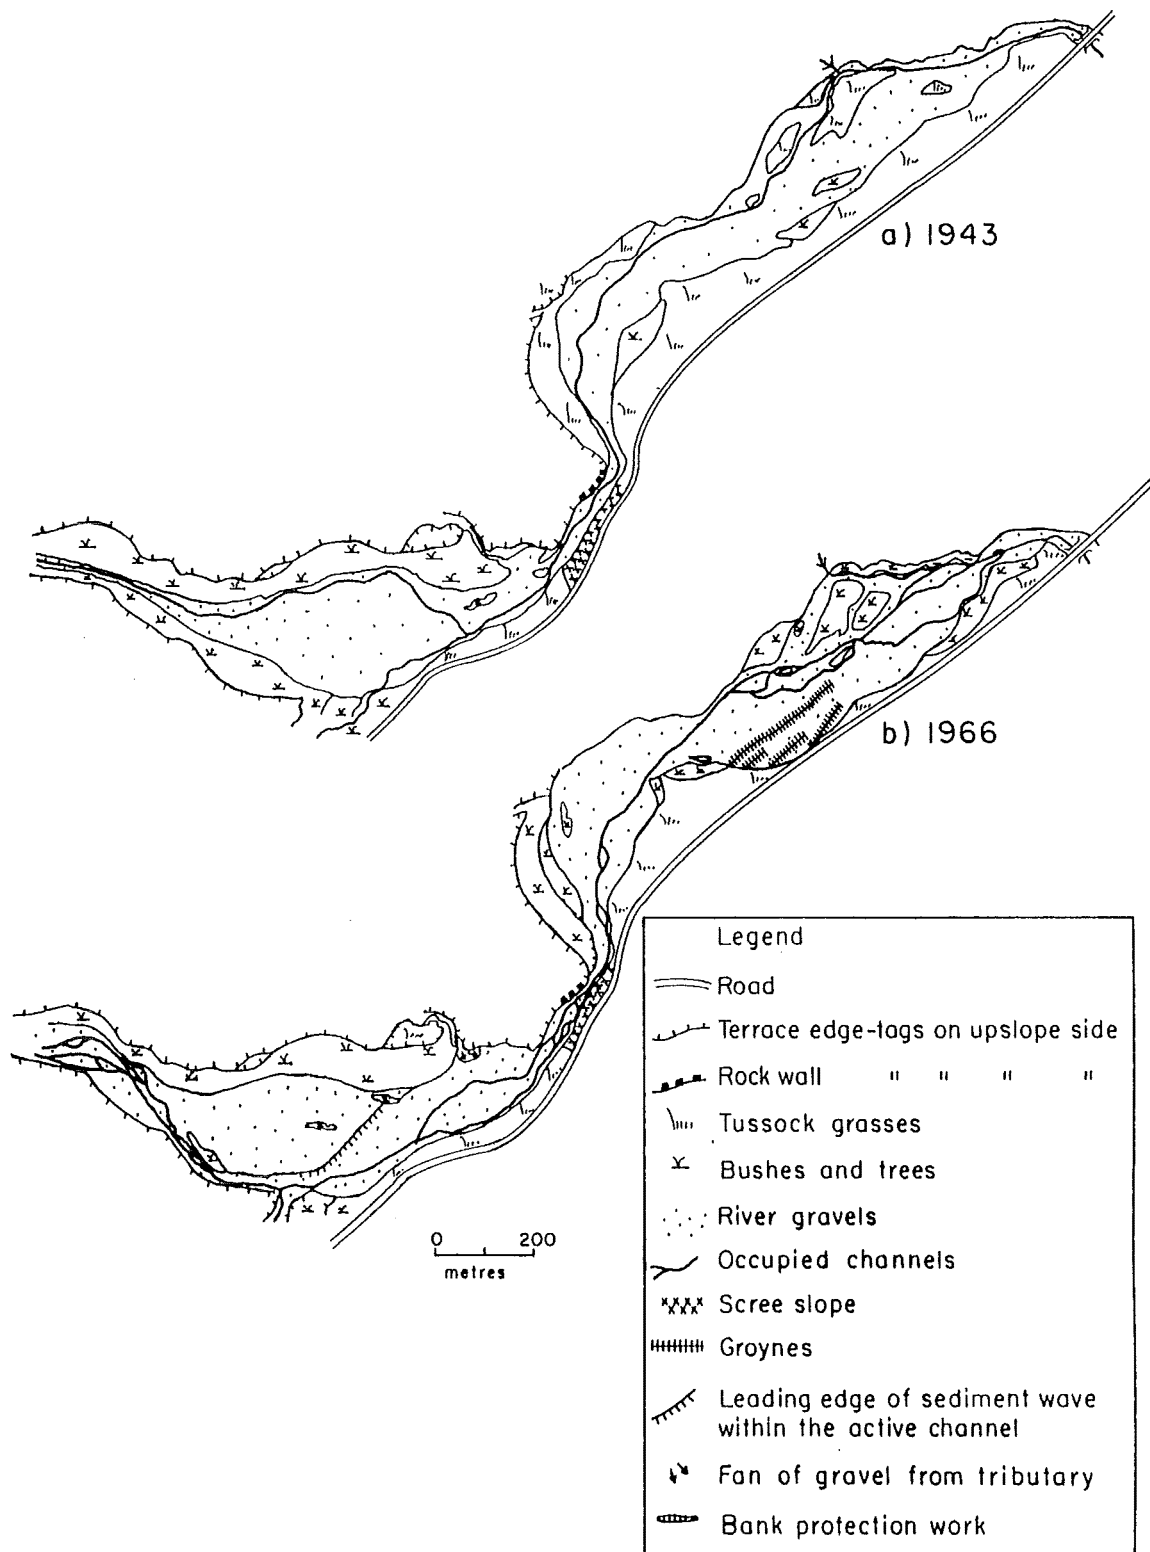 a) 1943
b) 1966
0 200
metres
Legend
Road
Terrace edge-tags on upslope side
Rock wall " " " "
Tussock grasses
Bushes and trees
River gravels
Occupied channels
Scree slope
Groynes
Leading edge of sediment wave
within the active channel
Fan of gravel from tributary
Bank protection work